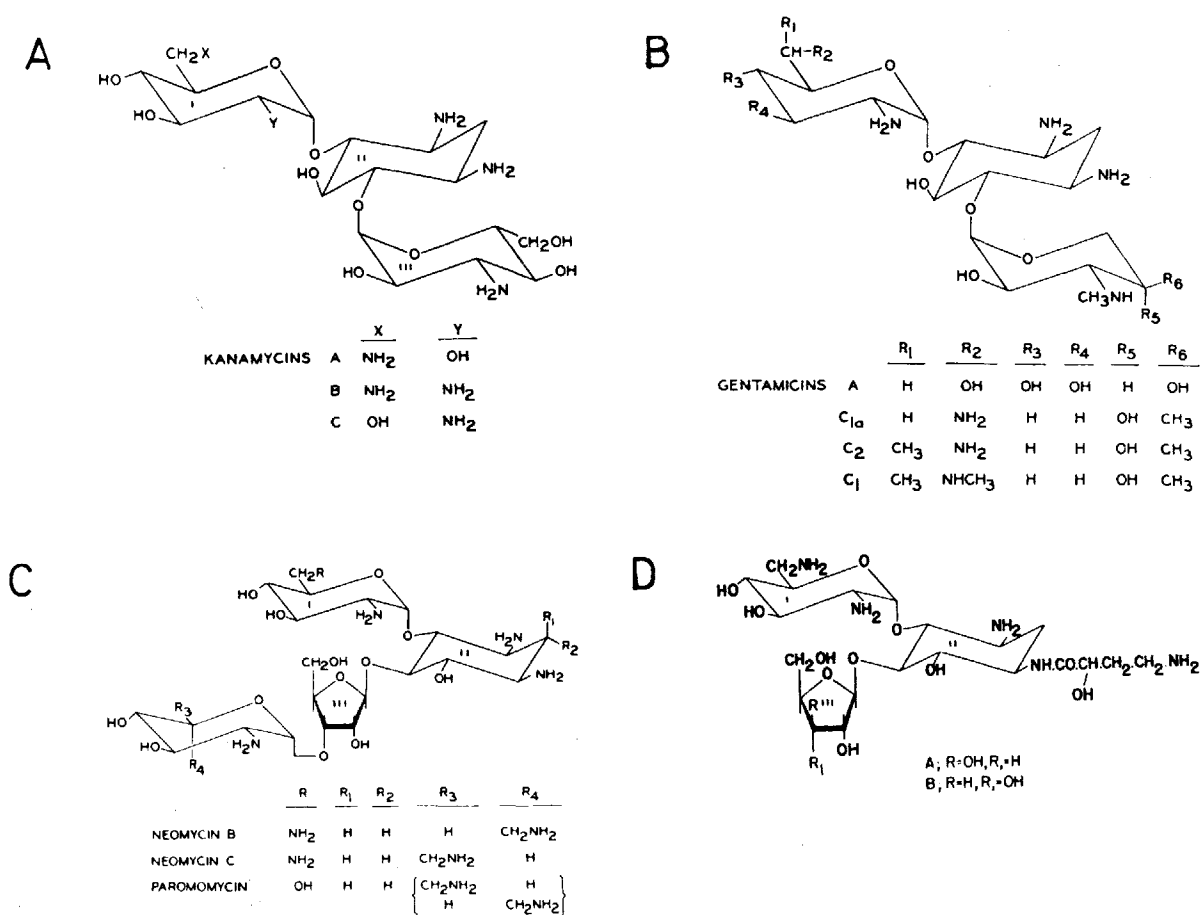 A
CH2X
O
HO
HO
I
Y
O
NH2
II
HO
NH2
O
O
CH2OH
III
HO
H2N
OH
X Y
KANAMYCINS A NH2 OH
B NH2 NH2
C OH NH2
B
R1
CH-R2
R3
O
R4
H2N
O
NH2
HO
NH2
O
O
HO
CH3NH
R6
R5
R1 R2 R3 R4 R5 R6
GENTAMICINS A H OH OH OH H OH
C1a H NH2 H H OH CH3
C2 CH3 NH2 H H OH CH3
C1 CH3 NHCH3 H H OH CH3
C
CH2R
O
HO
HO
I
H2N
O
R1
H2N
R2
II
CH2OH
O
OH
NH2
O
III
R3
O
OH
HO
HO
H2N
R4
O
R R1 R2 R3 R4
NEOMYCIN B NH2 H H H CH2NH2
NEOMYCIN C NH2 H H CH2NH2 H
PAROMOMYCIN OH H H CH2NH2 H
H CH2NH2
D
CH2NH2
O
HO
HO
I
NH2
O
NH2
II
CH2OH
O
OH
NH.CO.CH.CH2.CH2.NH2
OH
O
R III
OH
R1
A; R=OH, R1=H
B; R=H, R1=OH